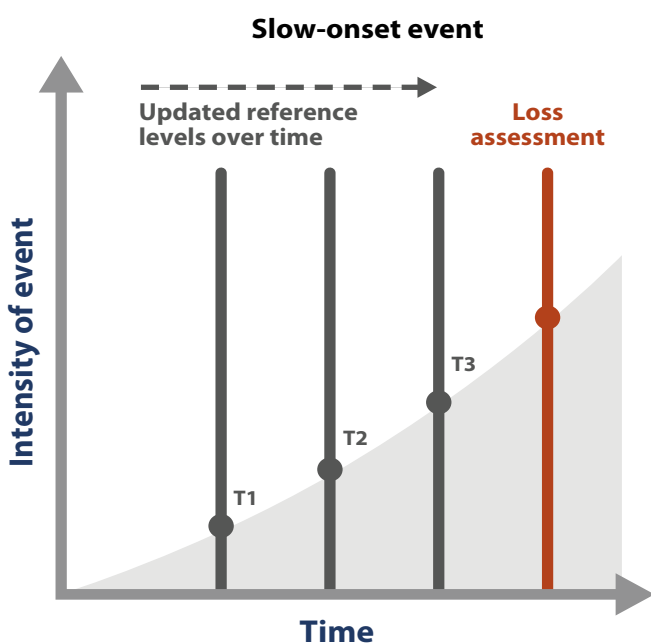 Slow-onset event
Updated reference
levels over time
Loss
assessment
Intensity of event
T1
T2
T3
Time